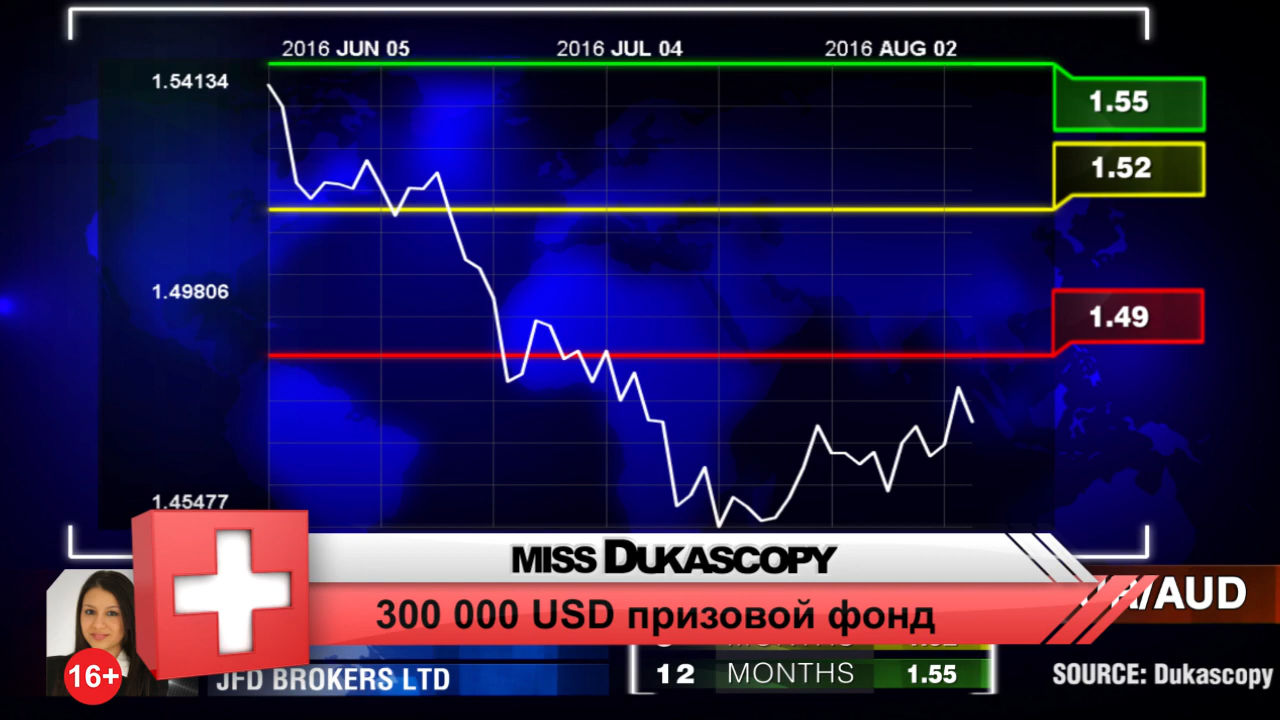 2016 JUN 05
2016 JUL 04
2016 AUG 02
1.54134
1.55
1.52
1.49806
1.49
1.45477
MISS DUKASCOPY
300 000 USD призовой фонд
/AUD
16+
JFD BROKERS LTD
12 MONTHS 1.55
SOURCE: Dukascopy